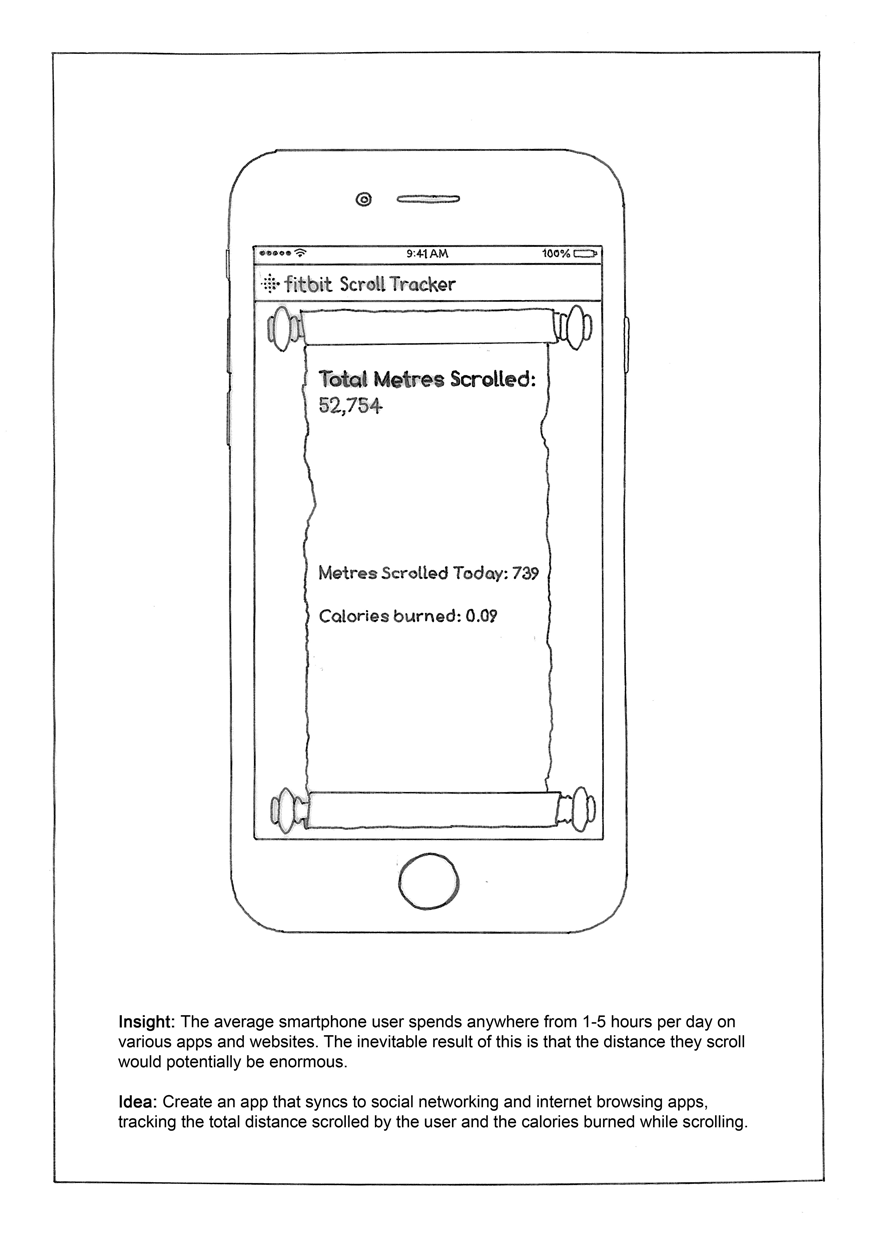 9:41 AM 100%
fitbit Scroll Tracker
Total Metres Scrolled:
52,754
Metres Scrolled Today: 739
Calories burned: 0.09
Insight: The average smartphone user spends anywhere from 1-5 hours per day on
various apps and websites. The inevitable result of this is that the distance they scroll
would potentially be enormous.
Idea: Create an app that syncs to social networking and internet browsing apps,
tracking the total distance scrolled by the user and the calories burned while scrolling.